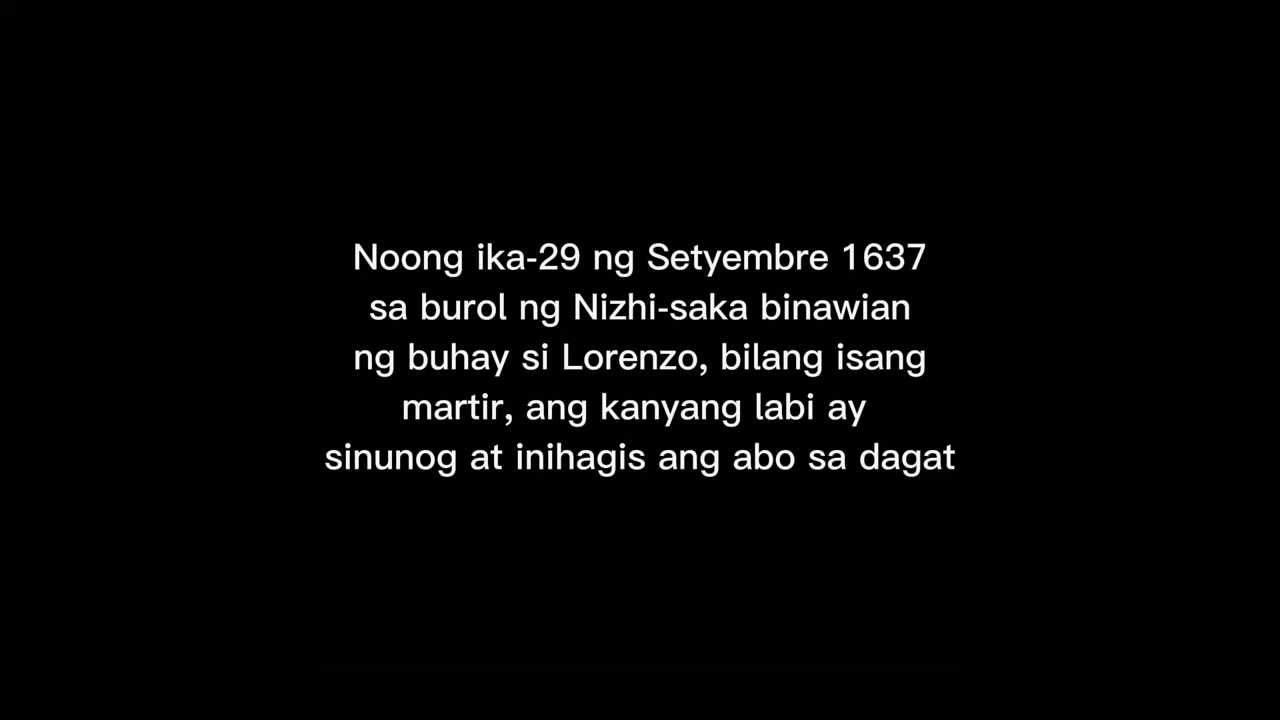 Noong ika-29 ng Setyembre 1637
sa burol ng Nizhi-saka binawian
ng buhay si Lorenzo, bilang isang
martir, ang kanyang labi ay
sinunog at inihagis ang abo sa dagat